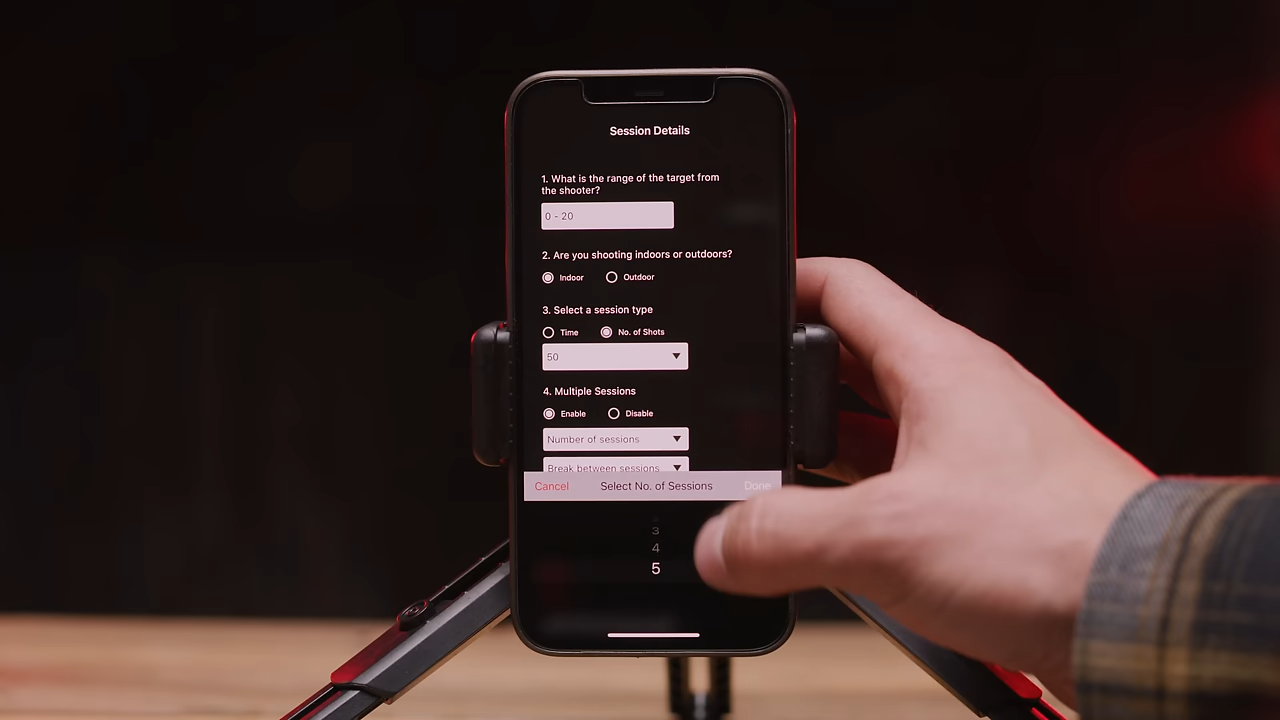 Session Details
1. What is the range of the target from
the shooter?
0 - 20
2. Are you shooting indoors or outdoors?
Indoor Outdoor
3. Select a session type
Time No. of Shots
50
4. Multiple Sessions
Enable Disable
Number of sessions
Break between sessions
Cancel Select No. of Sessions Done
3
4
5